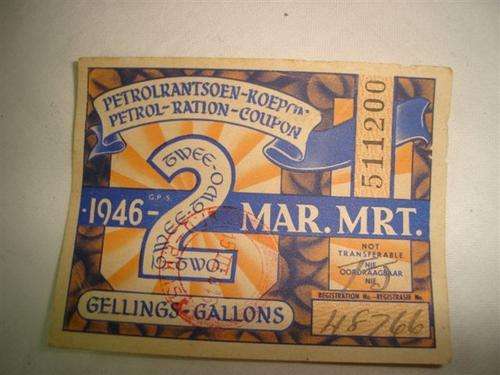 PETROLRANTSOEN-KOEPON
PETROL-RATION-COUPON
511200
TWEE-TWO
TWEE-TWO
TWO
1946-
G.P.-S.
2
MAR. MRT.
NOT
TRANSFERABLE
NIE
OORDRAAGBAAR
NIE
REGISTRATION No.-REGISTRASIE No.
48766
GELLINGS-GALLONS